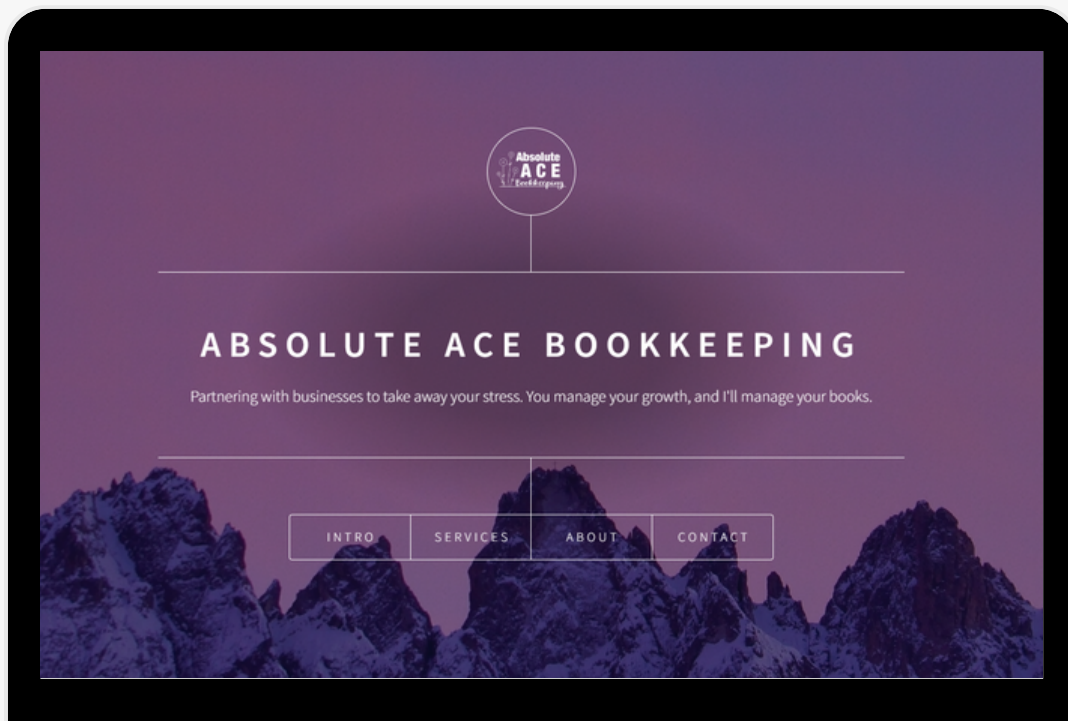 Absolute
ACE
Bookkeeping
ABSOLUTE ACE BOOKKEEPING
Partnering with businesses to take away your stress. You manage your growth, and I'll manage your books.
INTRO
SERVICES
ABOUT
CONTACT